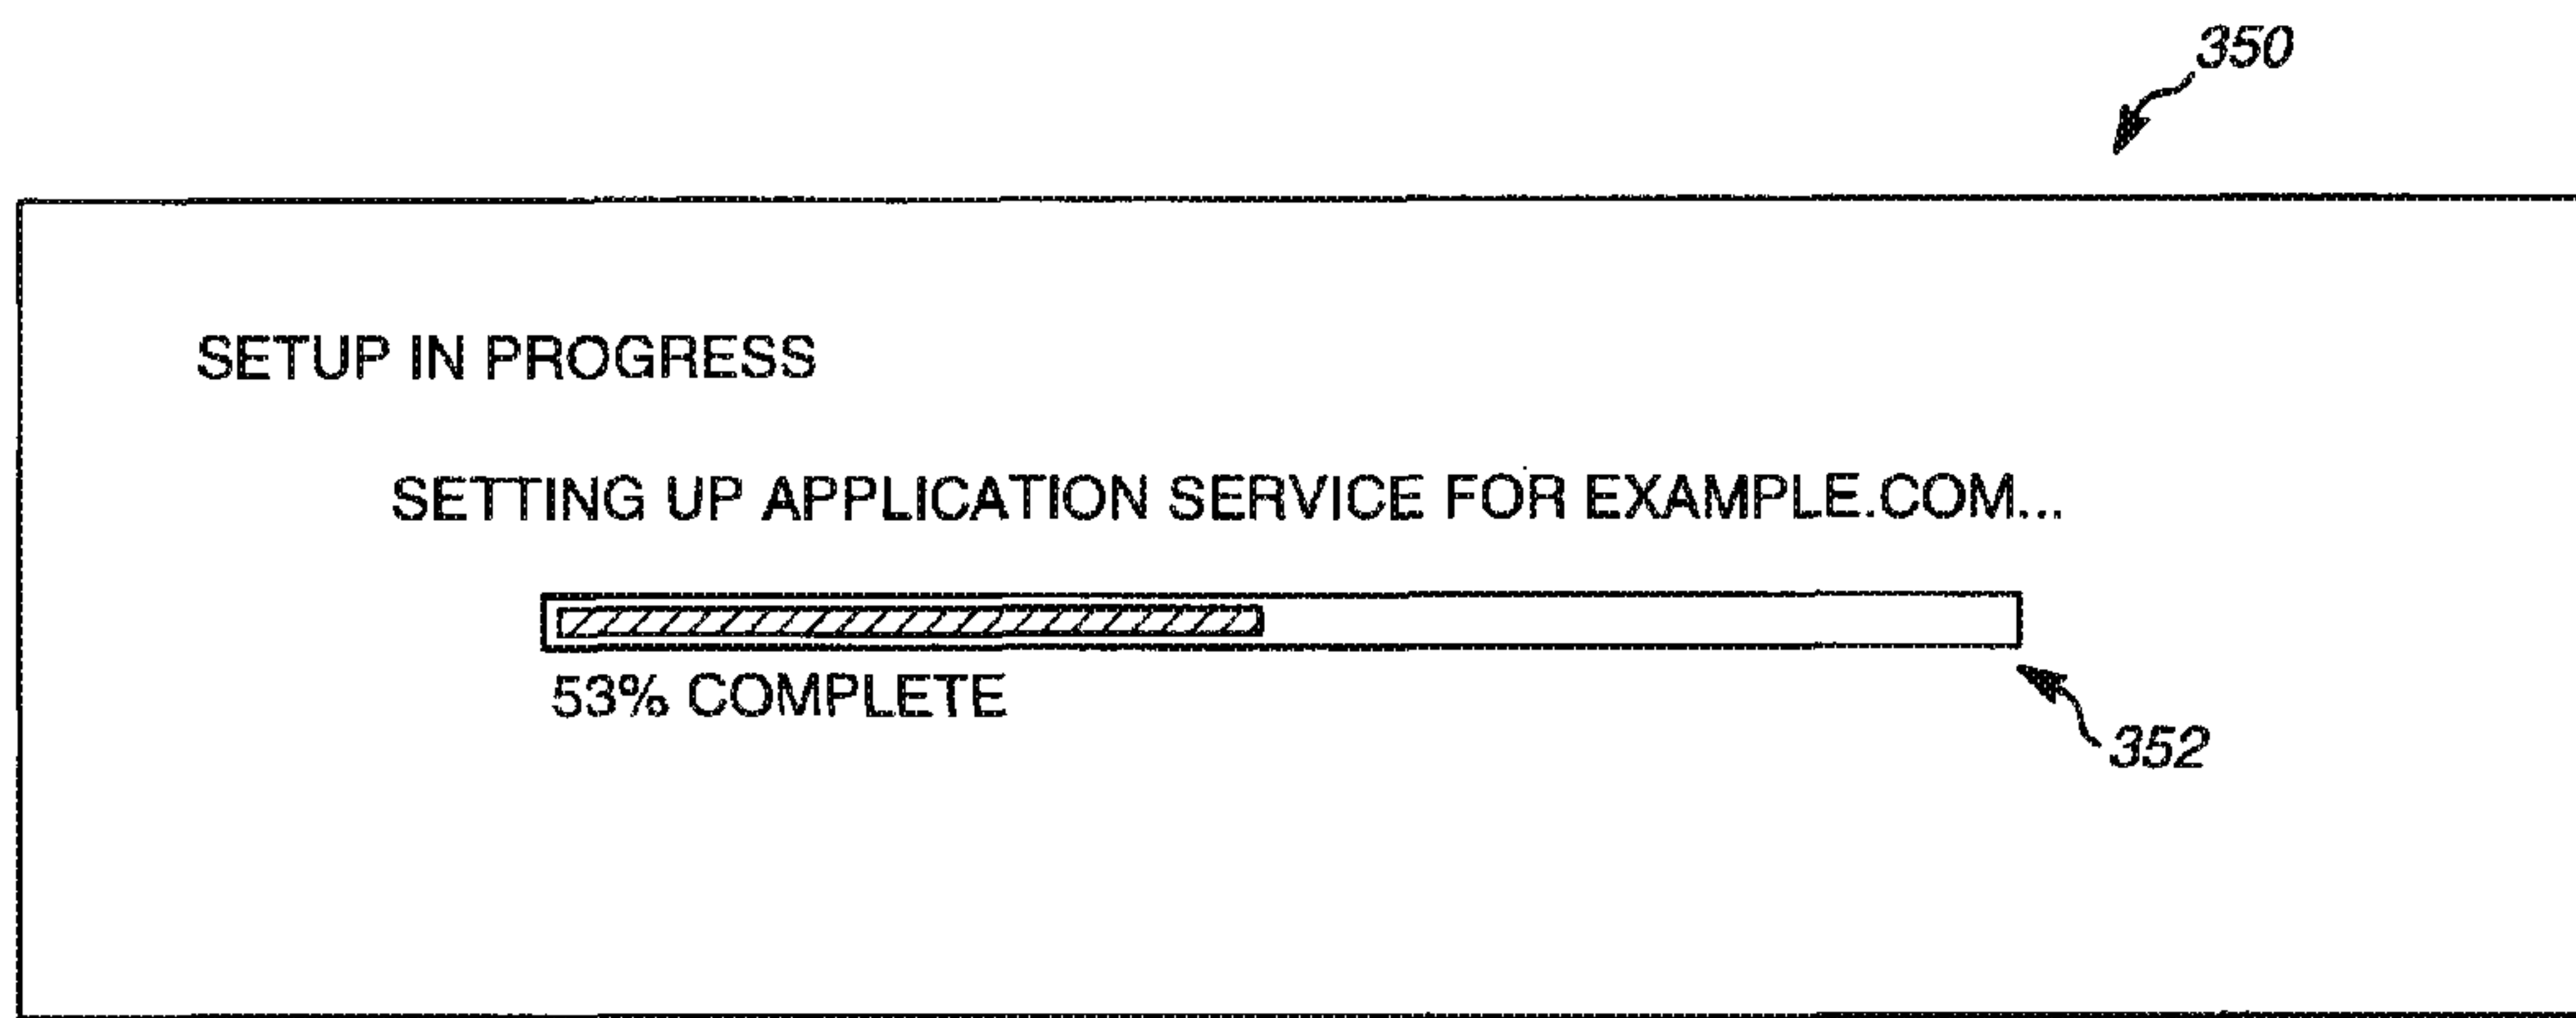 350
SETUP IN PROGRESS
SETTING UP APPLICATION SERVICE FOR EXAMPLE.COM...
53% COMPLETE
352